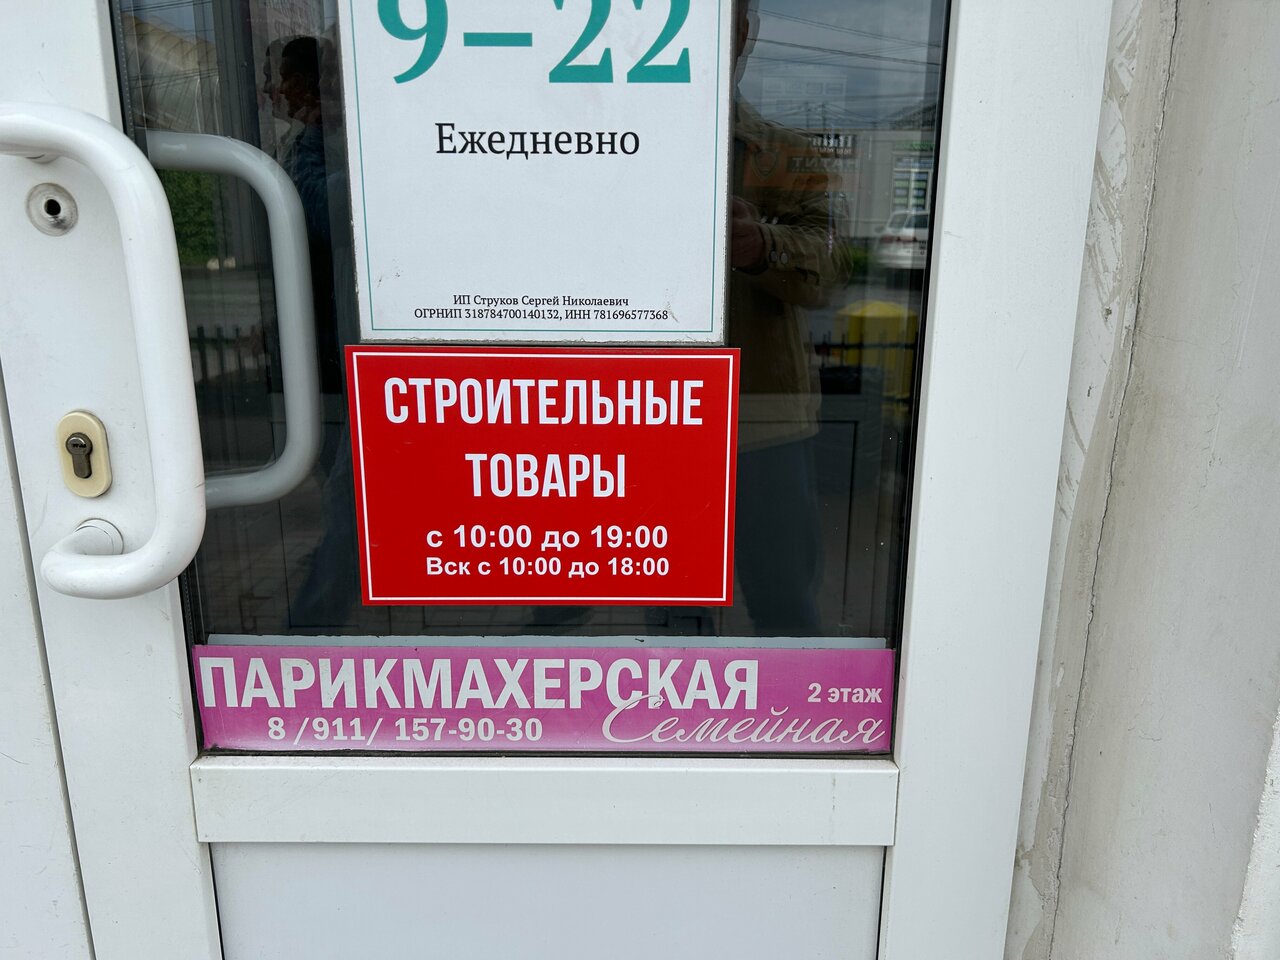 9–22
Ежедневно
ИП Струков Сергей Николаевич
ОГРНИП 318784700140132, ИНН 781696577368
СТРОИТЕЛЬНЫЕ
ТОВАРЫ
с 10:00 до 19:00
Вск с 10:00 до 18:00
ПАРИКМАХЕРСКАЯ
2 этаж
8 /911/ 157-90-30
Семейная